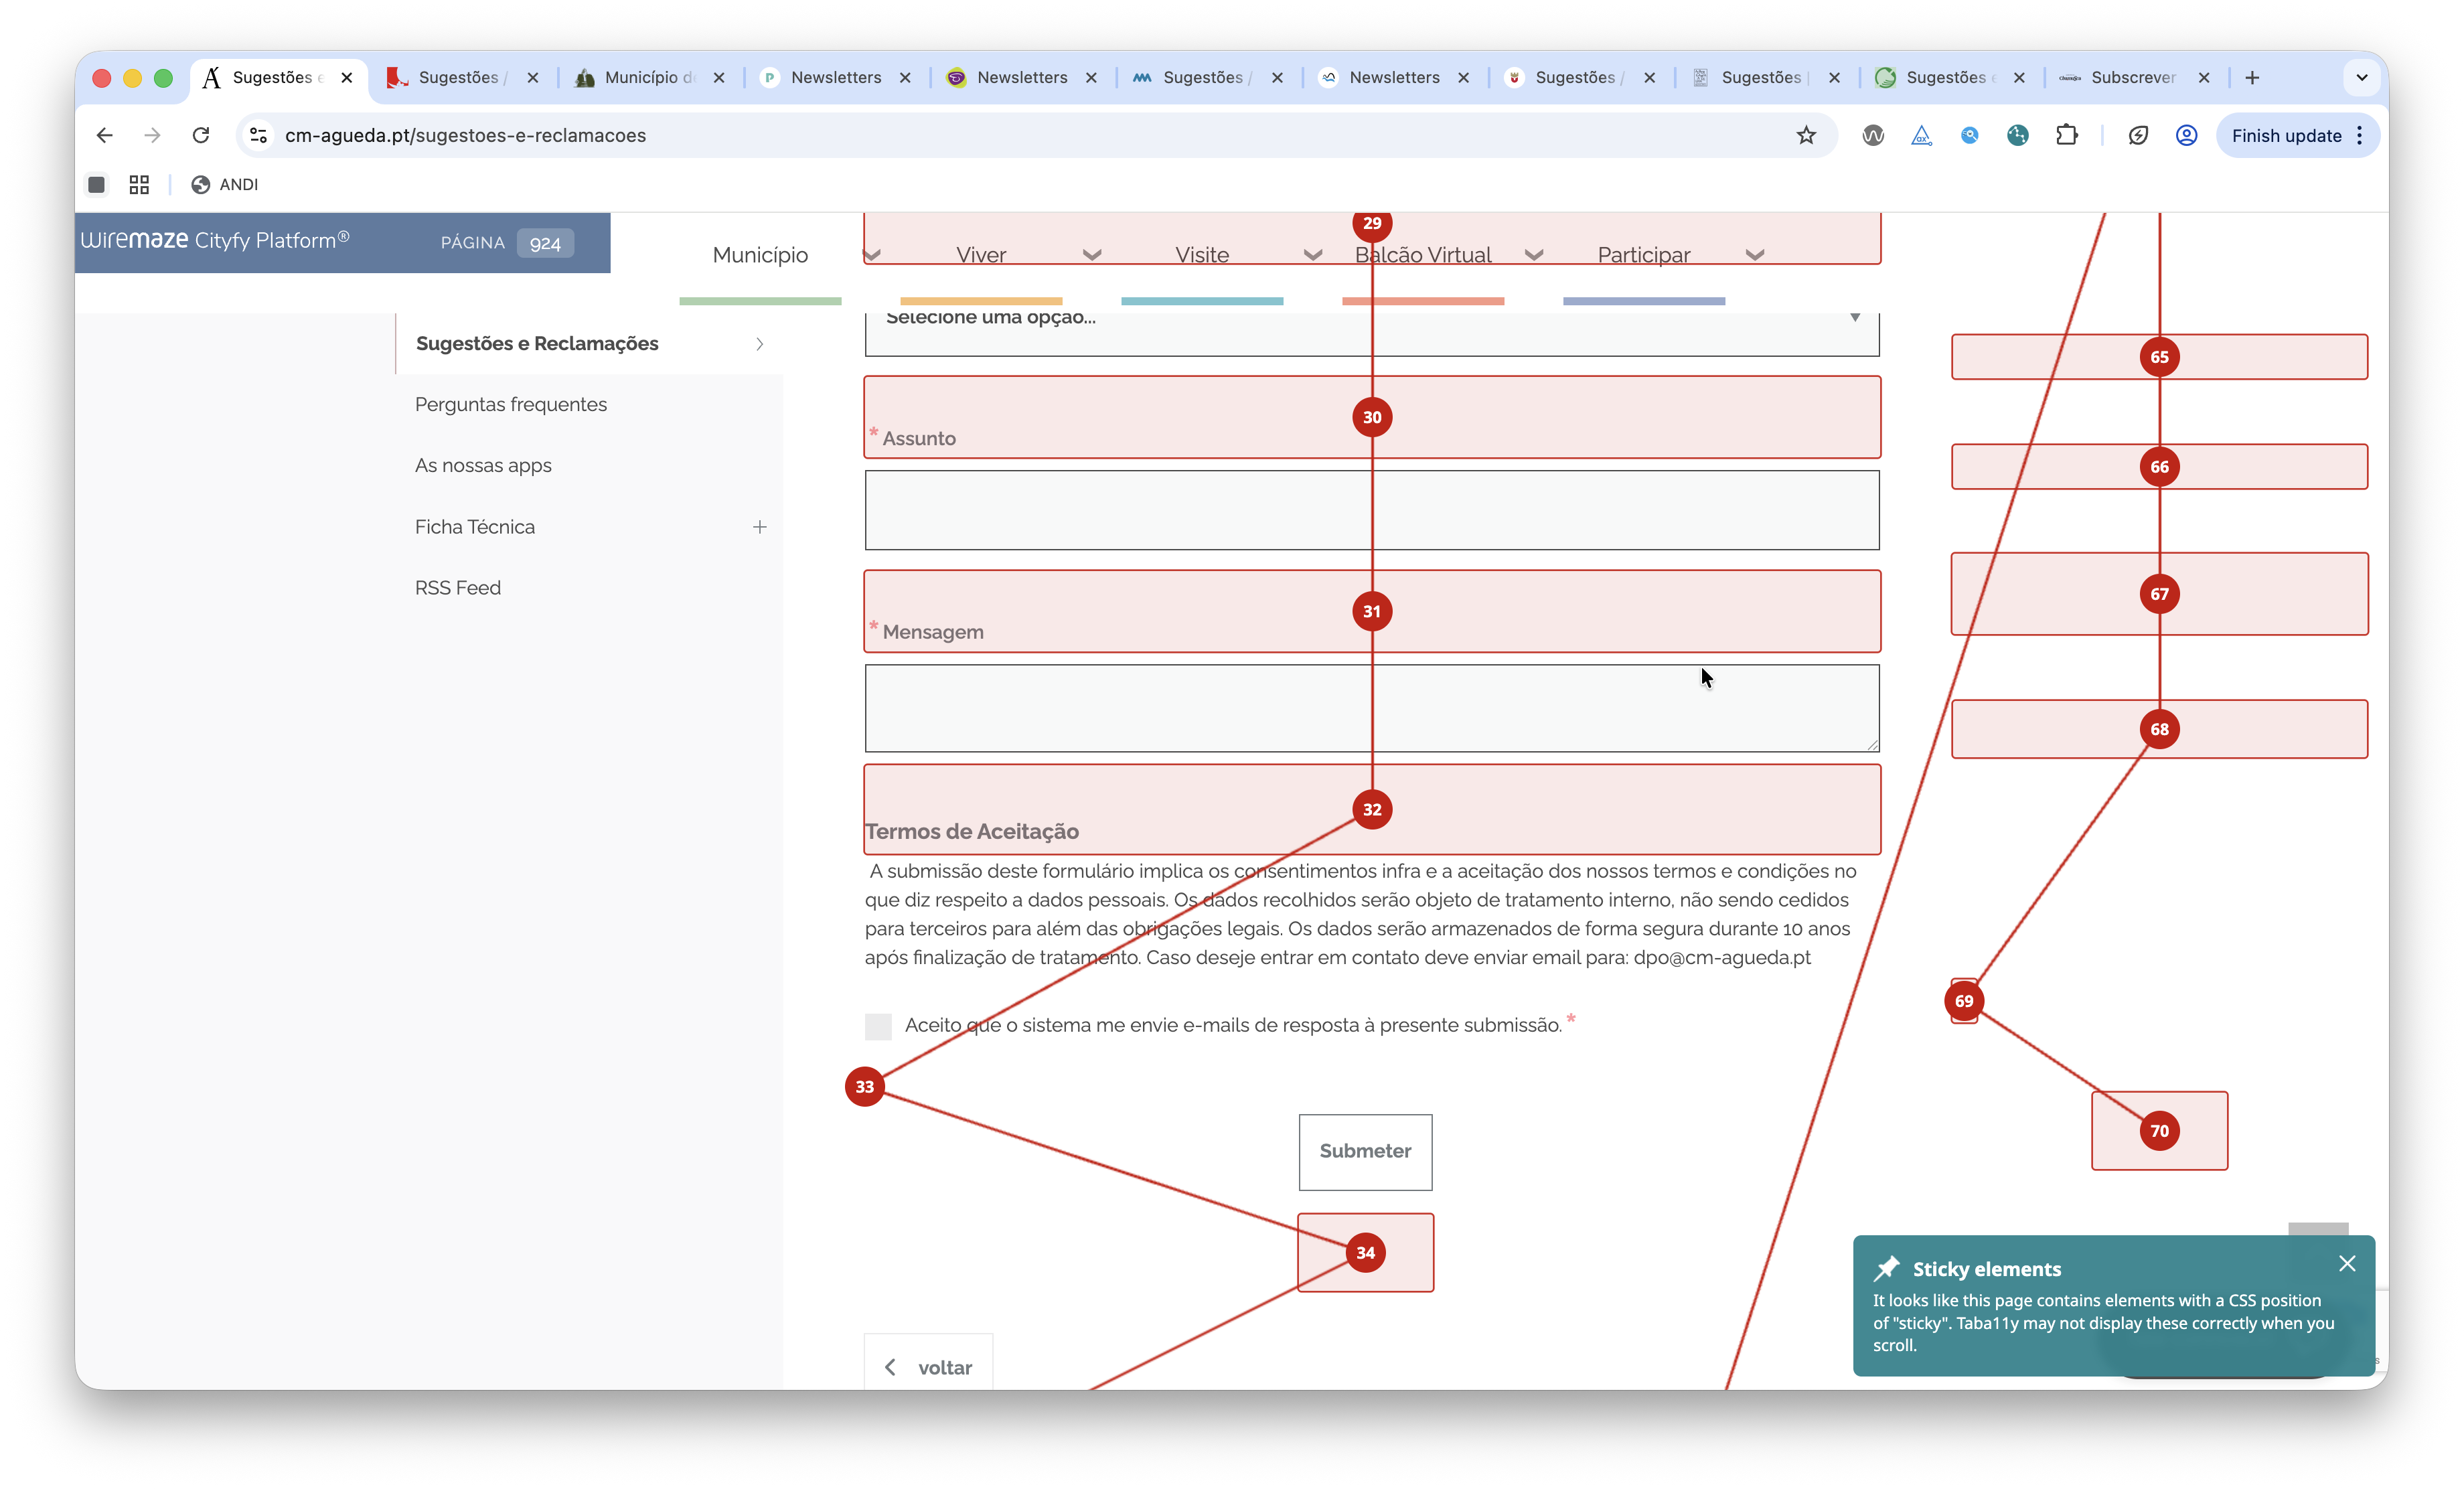 Sugestões e
Sugestões /
Município d
Newsletters
Newsletters
Sugestões /
Newsletters
Sugestões /
Sugestões |
Sugestões e
Subscrever
cm-agueda.pt/sugestoes-e-reclamacoes
Finish update
ANDI
wiremaze Cityfy Platform®
PÁGINA 924
29
Município
Viver
Visite
Balcão Virtual
Participar
Selecione uma opção...
Sugestões e Reclamações
Perguntas frequentes
As nossas apps
Ficha Técnica
RSS Feed
30
* Assunto
31
* Mensagem
32
Termos de Aceitação
A submissão deste formulário implica os consentimentos infra e a aceitação dos nossos termos e condições no
que diz respeito a dados pessoais. Os dados recolhidos serão objeto de tratamento interno, não sendo cedidos
para terceiros para além das obrigações legais. Os dados serão armazenados de forma segura durante 10 anos
após finalização de tratamento. Caso deseje entrar em contato deve enviar email para: dpo@cm-agueda.pt
Aceito que o sistema me envie e-mails de resposta à presente submissão. *
33
Submeter
34
voltar
65
66
67
68
69
70
Sticky elements
It looks like this page contains elements with a CSS position
of "sticky". Taba11y may not display these correctly when you
scroll.